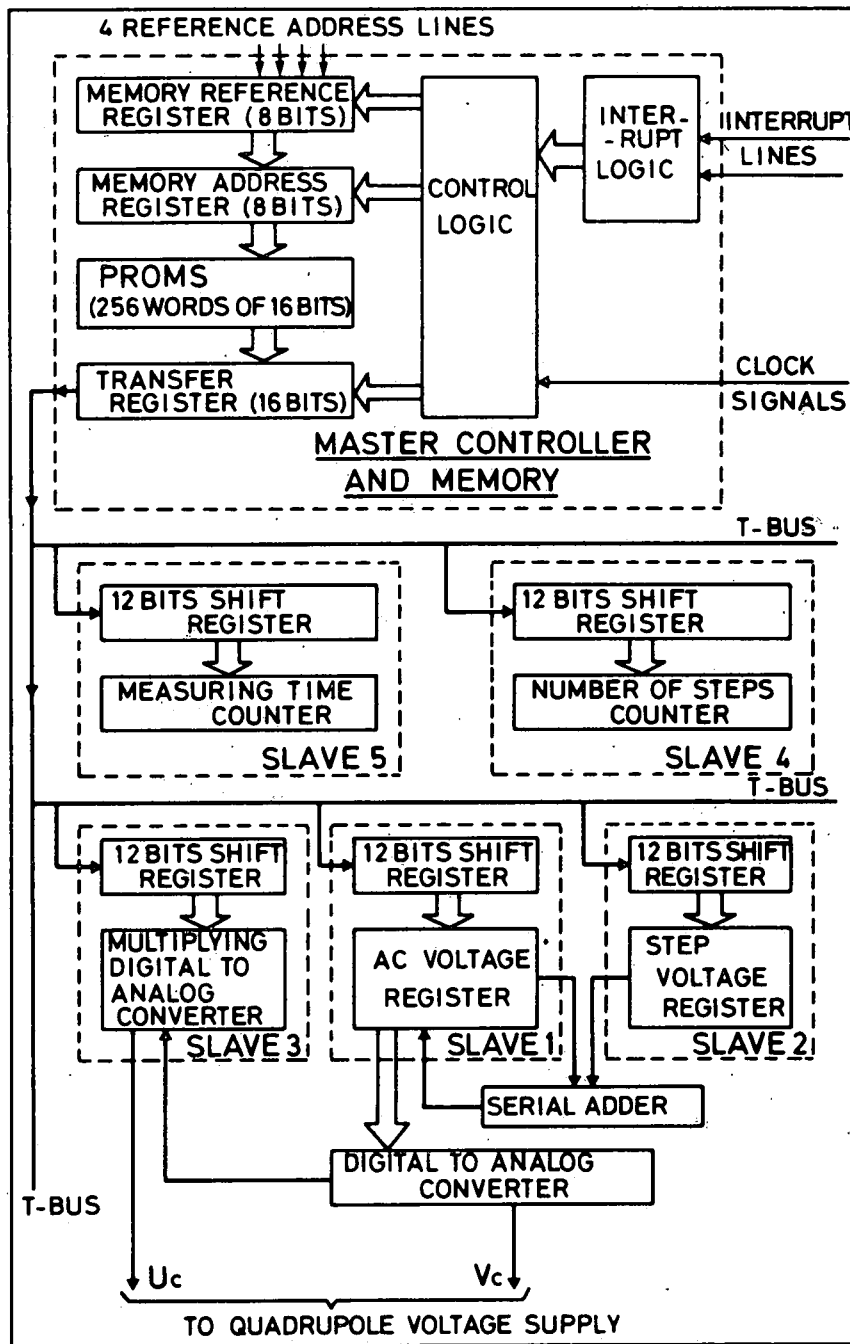 4 REFERENCE ADDRESS LINES
MEMORY REFERENCE
REGISTER (8 BITS)
MEMORY ADDRESS
REGISTER (8 BITS)
PROMS
(256 WORDS OF 16 BITS)
TRANSFER
REGISTER (16 BITS)
CONTROL
LOGIC
INTER-
-RUPT
LOGIC
INTERRUPT
LINES
CLOCK
SIGNALS
MASTER CONTROLLER
AND MEMORY
T-BUS
12 BITS SHIFT
REGISTER
MEASURING TIME
COUNTER
SLAVE 5
12 BITS SHIFT
REGISTER
NUMBER OF STEPS
COUNTER
SLAVE 4
T-BUS
12 BITS SHIFT
REGISTER
MULTIPLYING
DIGITAL TO
ANALOG
CONVERTER
SLAVE 3
12 BITS SHIFT
REGISTER
AC VOLTAGE
REGISTER
SLAVE 1
12 BITS SHIFT
REGISTER
STEP
VOLTAGE
REGISTER
SLAVE 2
SERIAL ADDER
DIGITAL TO ANALOG
CONVERTER
T-BUS
Uc
Vc
TO QUADRUPOLE VOLTAGE SUPPLY